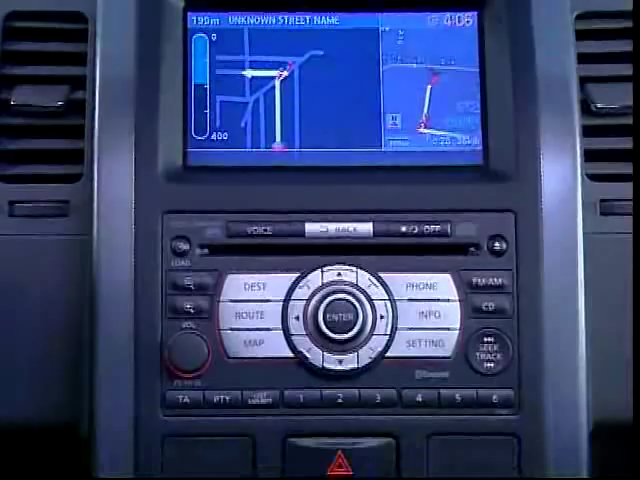 190m UNKNOWN STREET NAME 4:06
0
400
VOICE BACK OFF
LOAD
DEST PHONE FM·AM
ROUTE ENTER INFO CD
VOL
MAP SETTING SEEK
TRACK
TA PTY 1 2 3 4 5 6